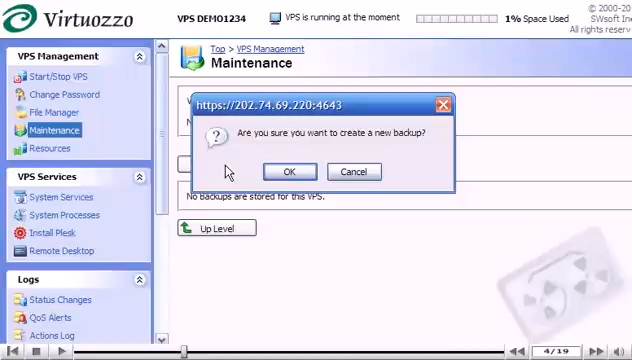 Virtuozzo
VPS DEMO1234
VPS is running at the moment
1% Space Used
© 2000-20
SWsoft Inc
All rights
VPS Management
Start/Stop VPS
Change Password
File Manager
Maintenance
Resources
VPS Services
System Services
System Processes
Install Plesk
Remote Desktop
Logs
Status Changes
QoS Alerts
Actions Log
Top > VPS Management
Maintenance
https://202.74.69.220:4643
Are you sure you want to create a new backup?
OK
Cancel
No Backups are stored for this VPS.
Up Level
4/19